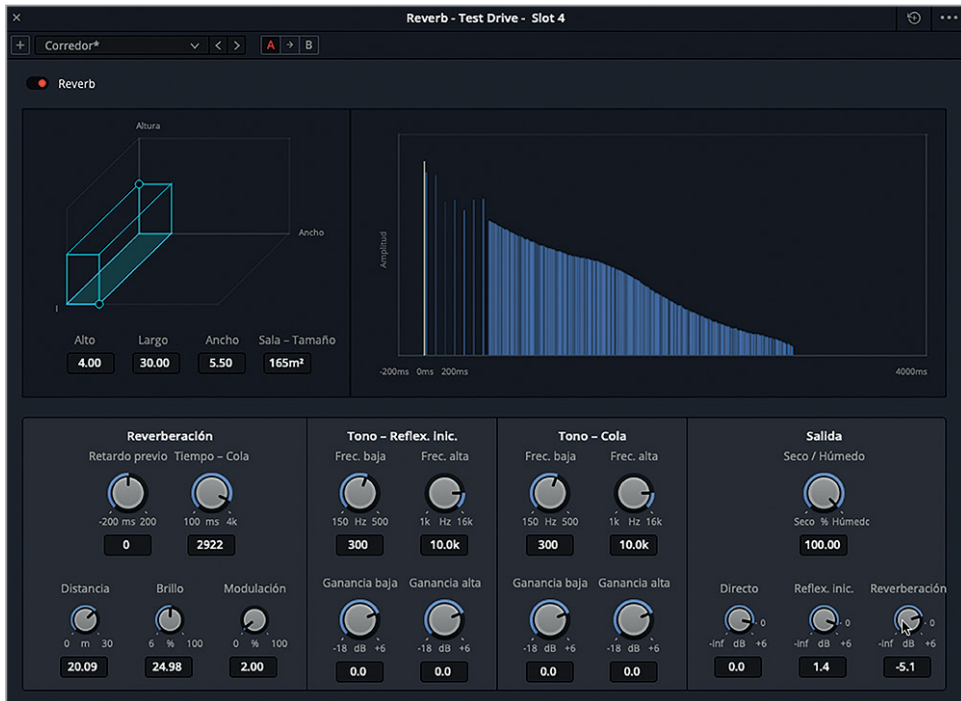 Reverb - Test Drive - Slot 4
Corredor*
A
B
Reverb
Altura
Ancho
Alto Largo Ancho Sala – Tamaño
4.00 30.00 5.50 165m²
Amplitud
-200ms 0ms 200ms 4000ms
Reverberación
Retardo previo Tiempo – Cola
-200 ms 200 100 ms 4k
0 2922
Distancia Brillo Modulación
0 m 30 6 % 100 0 % 100
20.09 24.98 2.00
Tono – Reflex. inic.
Frec. baja Frec. alta
150 Hz 500 1k Hz 16k
300 10.0k
Ganancia baja Ganancia alta
-18 dB +6 -18 dB +6
0.0 0.0
Tono – Cola
Frec. baja Frec. alta
150 Hz 500 1k Hz 16k
300 10.0k
Ganancia baja Ganancia alta
-18 dB +6 -18 dB +6
0.0 0.0
Salida
Seco / Húmedo
Seco % Húmedo
100.00
Directo Reflex. inic. Reverberación
0 0 0
-Inf dB +6 -Inf dB +6 -Inf dB +6
0.0 1.4 -5.1